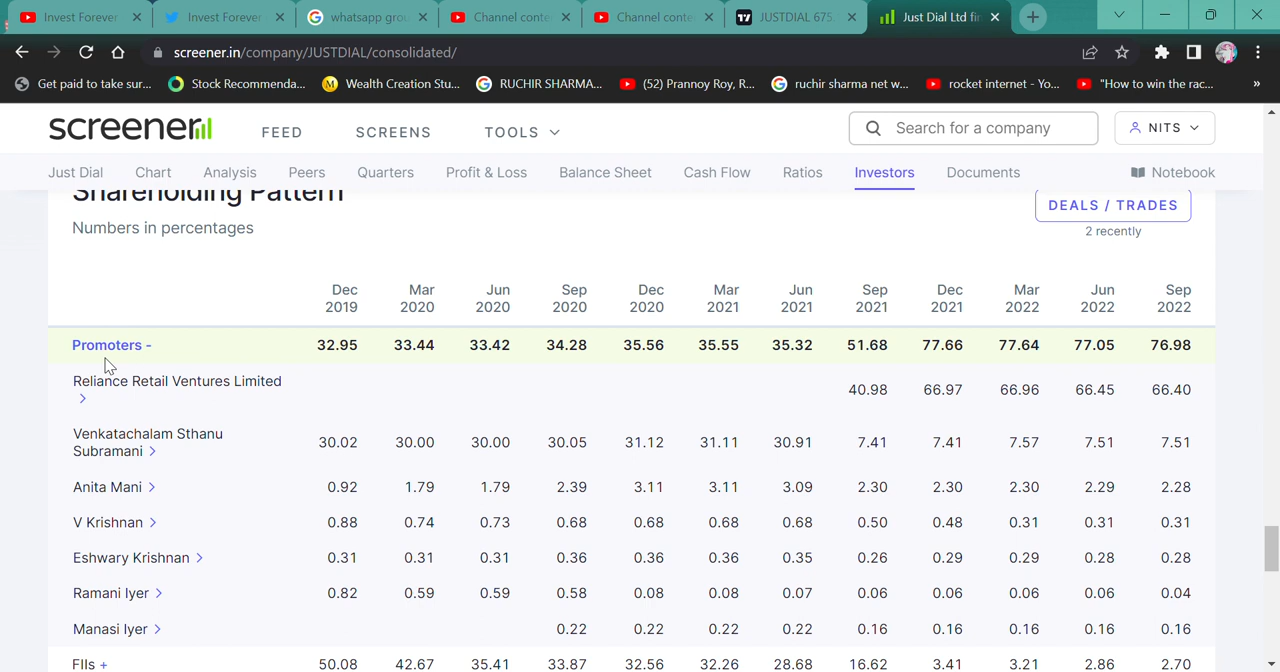 Invest Forever
Invest Forever
whatsapp grou
Channel conte
Channel conte
JUSTDIAL 675.
Just Dial Ltd fin
screener.in/company/JUSTDIAL/consolidated/
Get paid to take sur...
Stock Recommenda...
Wealth Creation Stu...
RUCHIR SHARMA...
(52) Prannoy Roy, R...
ruchir sharma net w...
rocket internet - Yo...
"How to win the rac...
»
screener
FEED
SCREENS
TOOLS
Search for a company
NITS
Just Dial
Chart
Analysis
Peers
Quarters
Profit & Loss
Balance Sheet
Cash Flow
Ratios
Investors
Documents
Notebook
Shareholding Pattern
DEALS / TRADES
Numbers in percentages
2 recently
Dec 2019 Mar 2020 Jun 2020 Sep 2020 Dec 2020 Mar 2021 Jun 2021 Sep 2021 Dec 2021 Mar 2022 Jun 2022 Sep 2022
Promoters - 32.95 33.44 33.42 34.28 35.56 35.55 35.32 51.68 77.66 77.64 77.05 76.98
Reliance Retail Ventures Limited 40.98 66.97 66.96 66.45 66.40
Venkatachalam Sthanu Subramani 30.02 30.00 30.00 30.05 31.12 31.11 30.91 7.41 7.41 7.57 7.51 7.51
Anita Mani 0.92 1.79 1.79 2.39 3.11 3.11 3.09 2.30 2.30 2.30 2.29 2.28
V Krishnan 0.88 0.74 0.73 0.68 0.68 0.68 0.68 0.50 0.48 0.31 0.31 0.31
Eshwary Krishnan 0.31 0.31 0.31 0.36 0.36 0.36 0.35 0.26 0.29 0.29 0.28 0.28
Ramani Iyer 0.82 0.59 0.59 0.58 0.08 0.08 0.07 0.06 0.06 0.06 0.06 0.04
Manasi Iyer 0.22 0.22 0.22 0.22 0.16 0.16 0.16 0.16 0.16
FIIs + 50.08 42.67 35.41 33.87 32.56 32.26 28.68 16.62 3.41 3.21 2.86 2.70